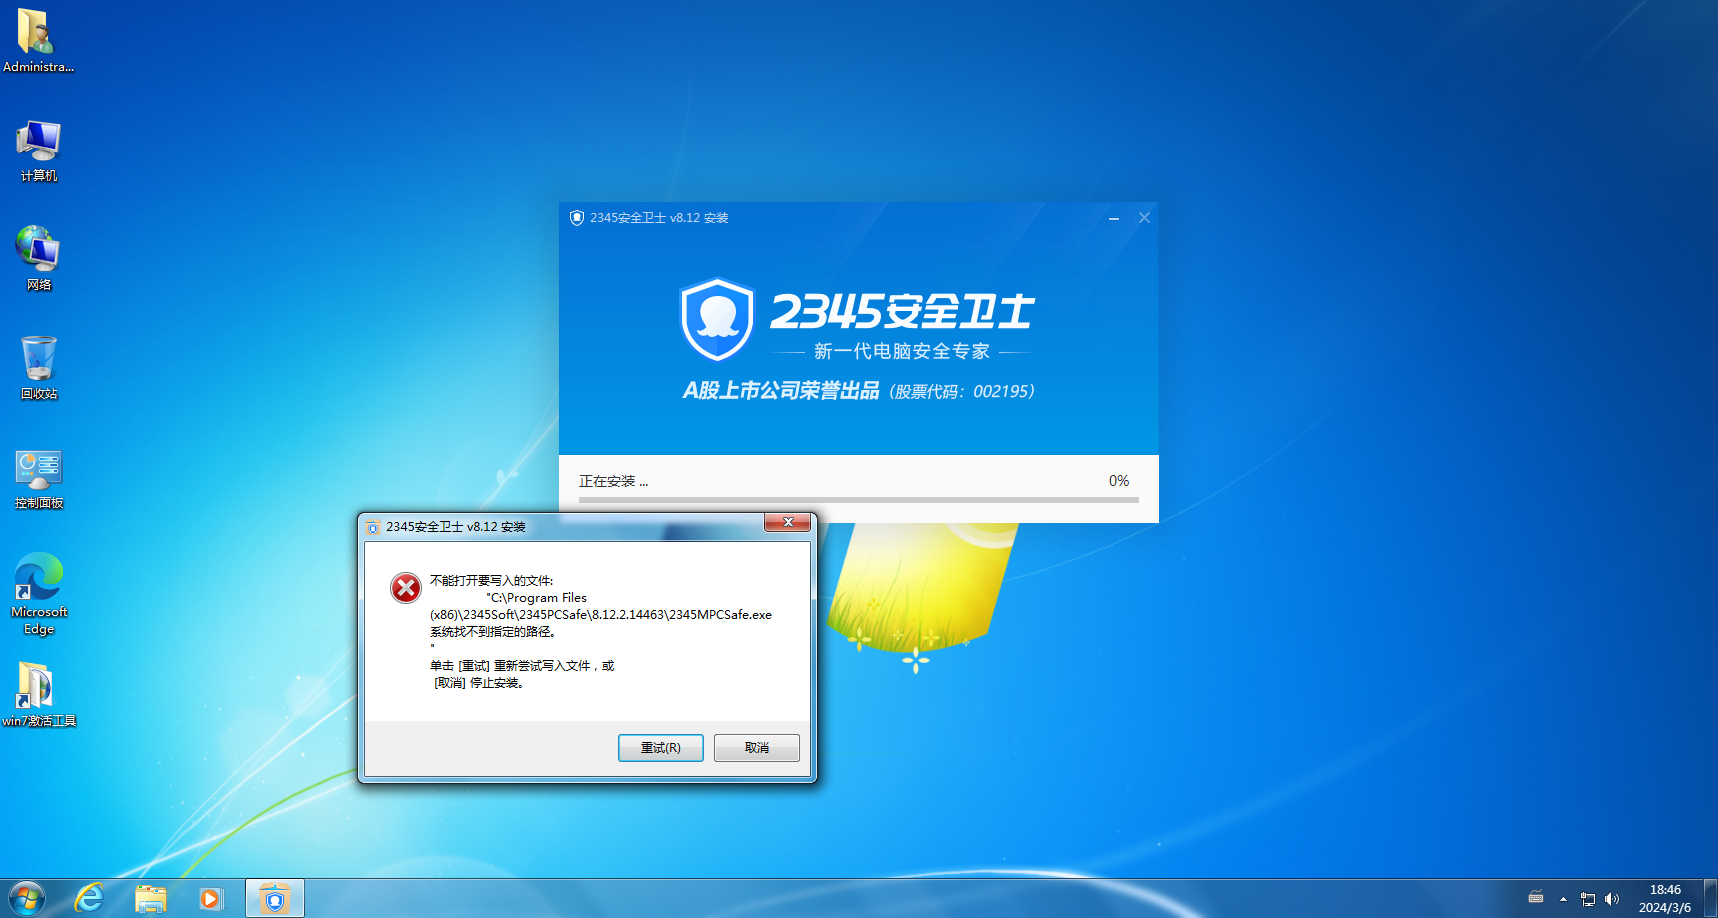 Administra...
计算机
网络
回收站
控制面板
Microsoft
Edge
win7激活工具
2345安全卫士 v8.12 安装
2345安全卫士
新一代电脑安全专家
A股上市公司荣誉出品（股票代码：002195）
正在安装 ...
0%
2345安全卫士 v8.12 安装
不能打开要写入的文件:
"C:\Program Files
(x86)\2345Soft\2345PCSafe\8.12.2.14463\2345MPCSafe.exe
系统找不到指定的路径。
"
单击 [重试] 重新尝试写入文件，或
[取消] 停止安装。
重试(R)
取消
18:46
2024/3/6